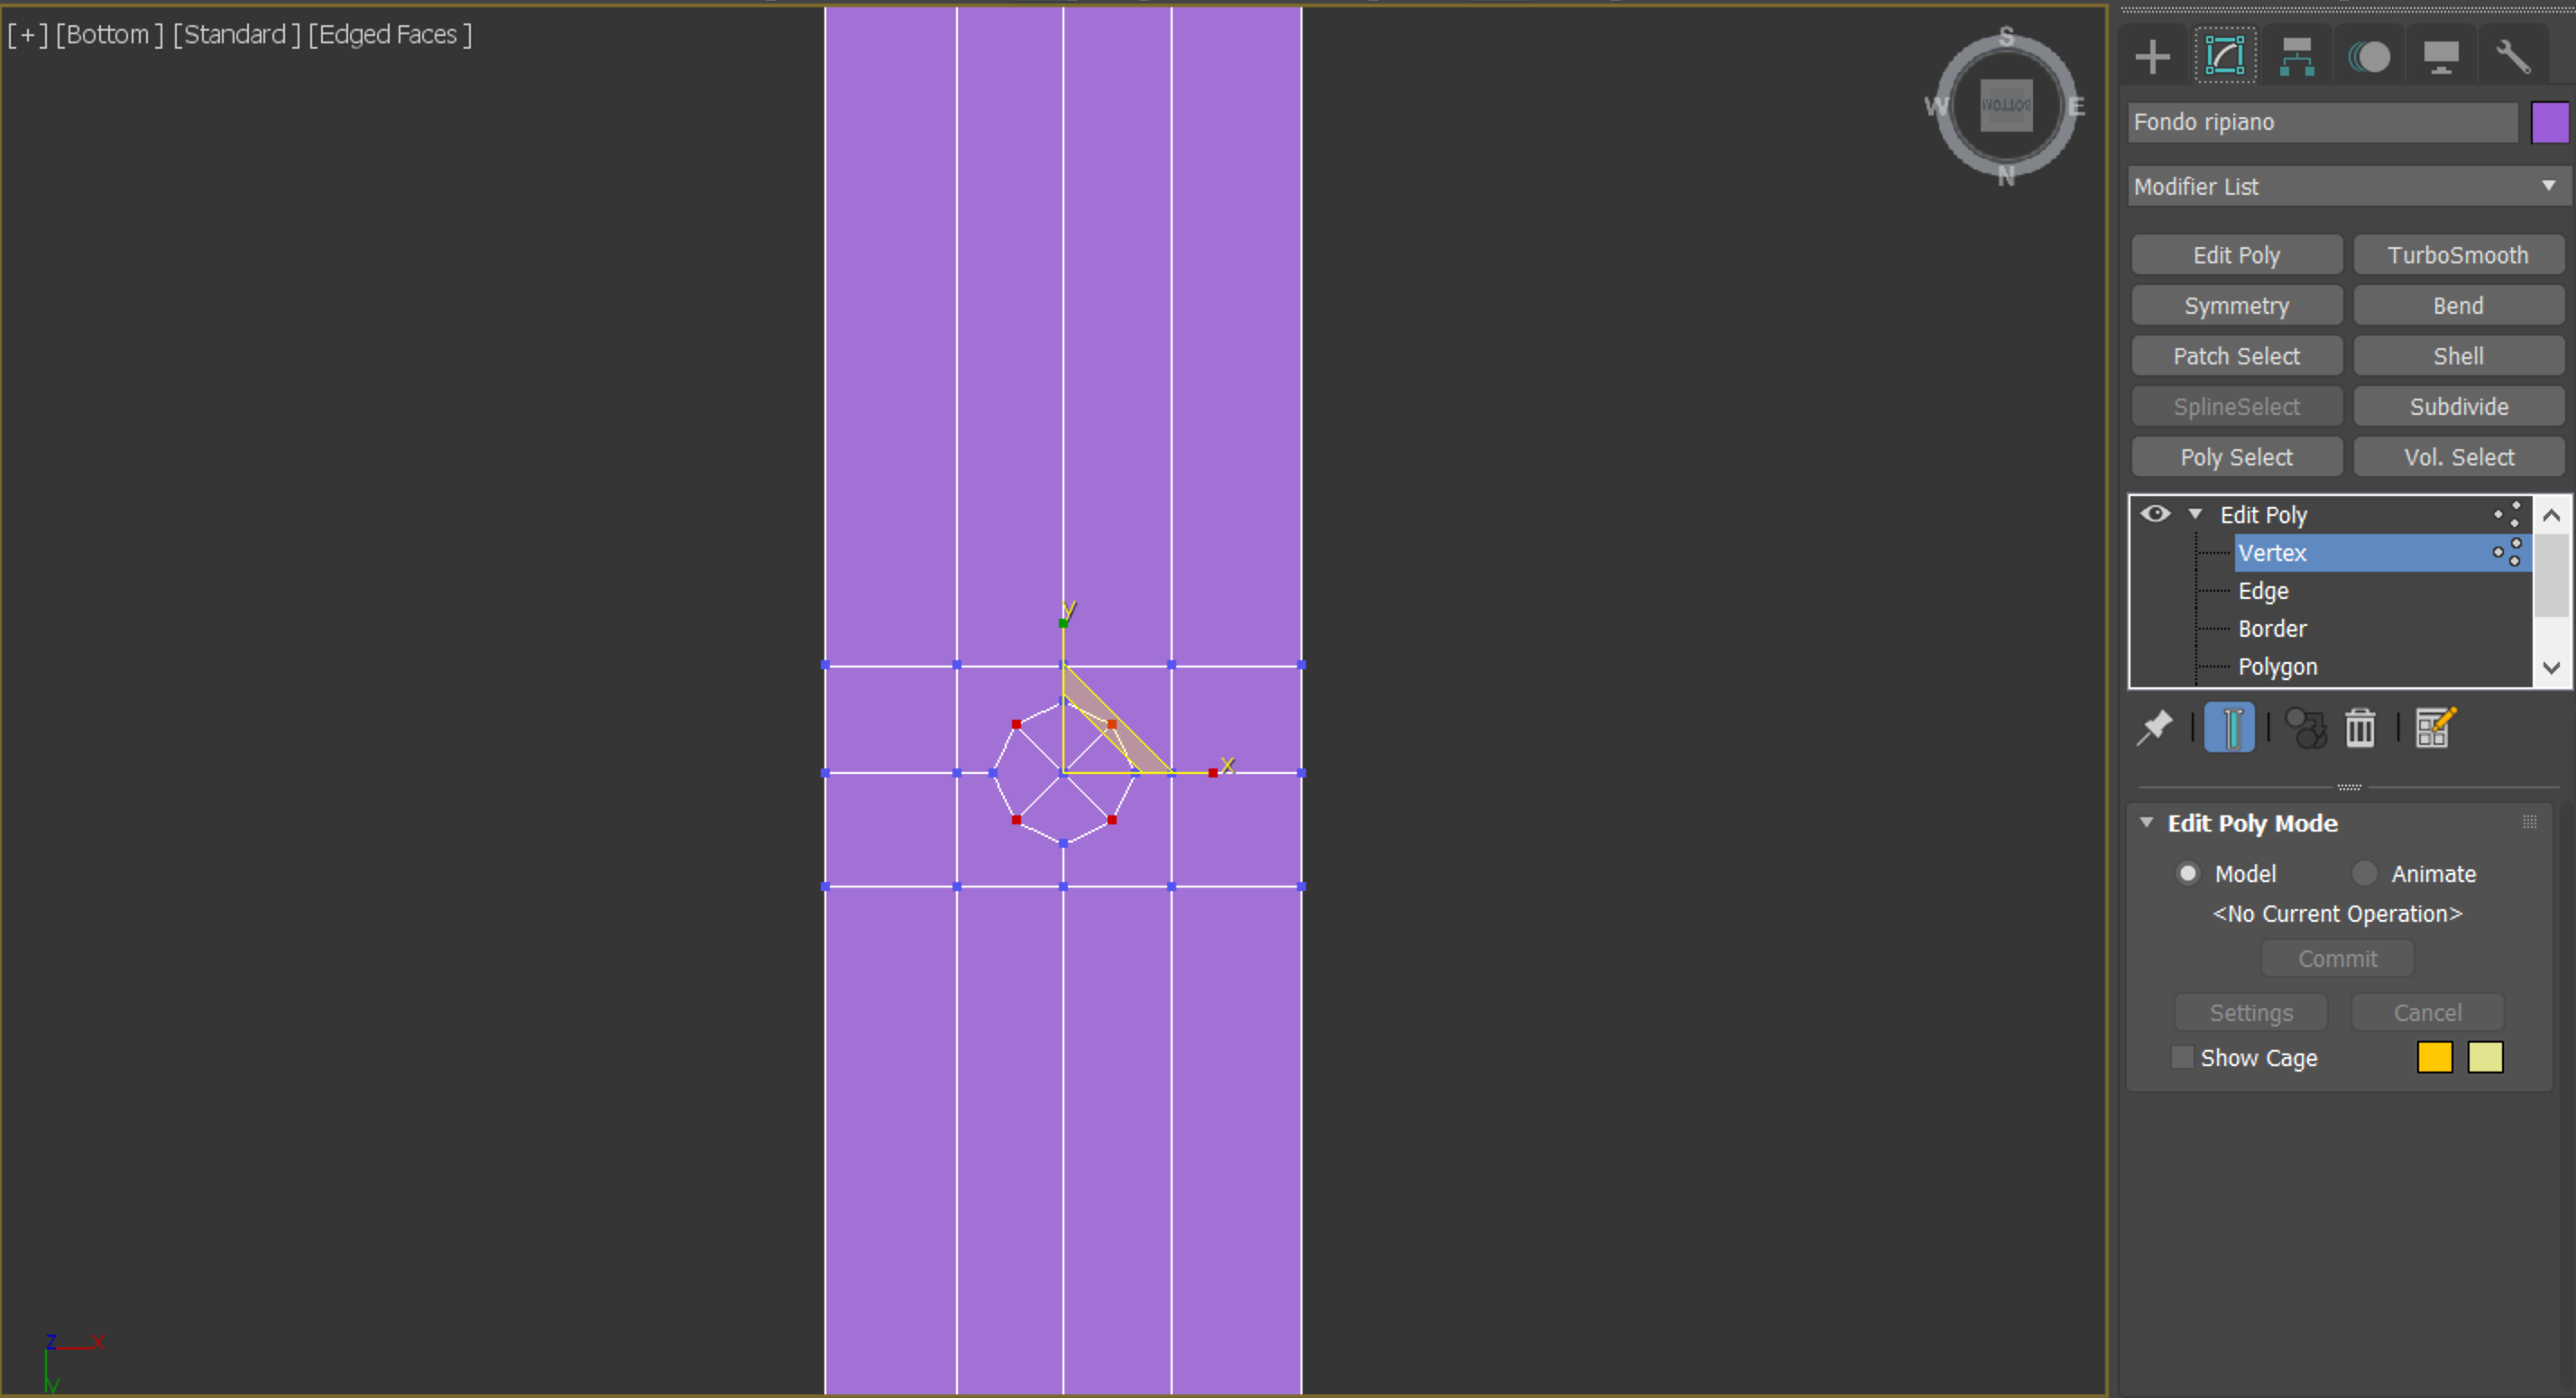 [+] [Bottom ] [Standard ] [Edged Faces ]
S
W
E
N
BOTTOM
y
x
z
x
y
Fondo ripiano
Modifier List
Edit Poly
TurboSmooth
Symmetry
Bend
Patch Select
Shell
SplineSelect
Subdivide
Poly Select
Vol. Select
Edit Poly
Vertex
Edge
Border
Polygon
Edit Poly Mode
Model
Animate
<No Current Operation>
Commit
Settings
Cancel
Show Cage